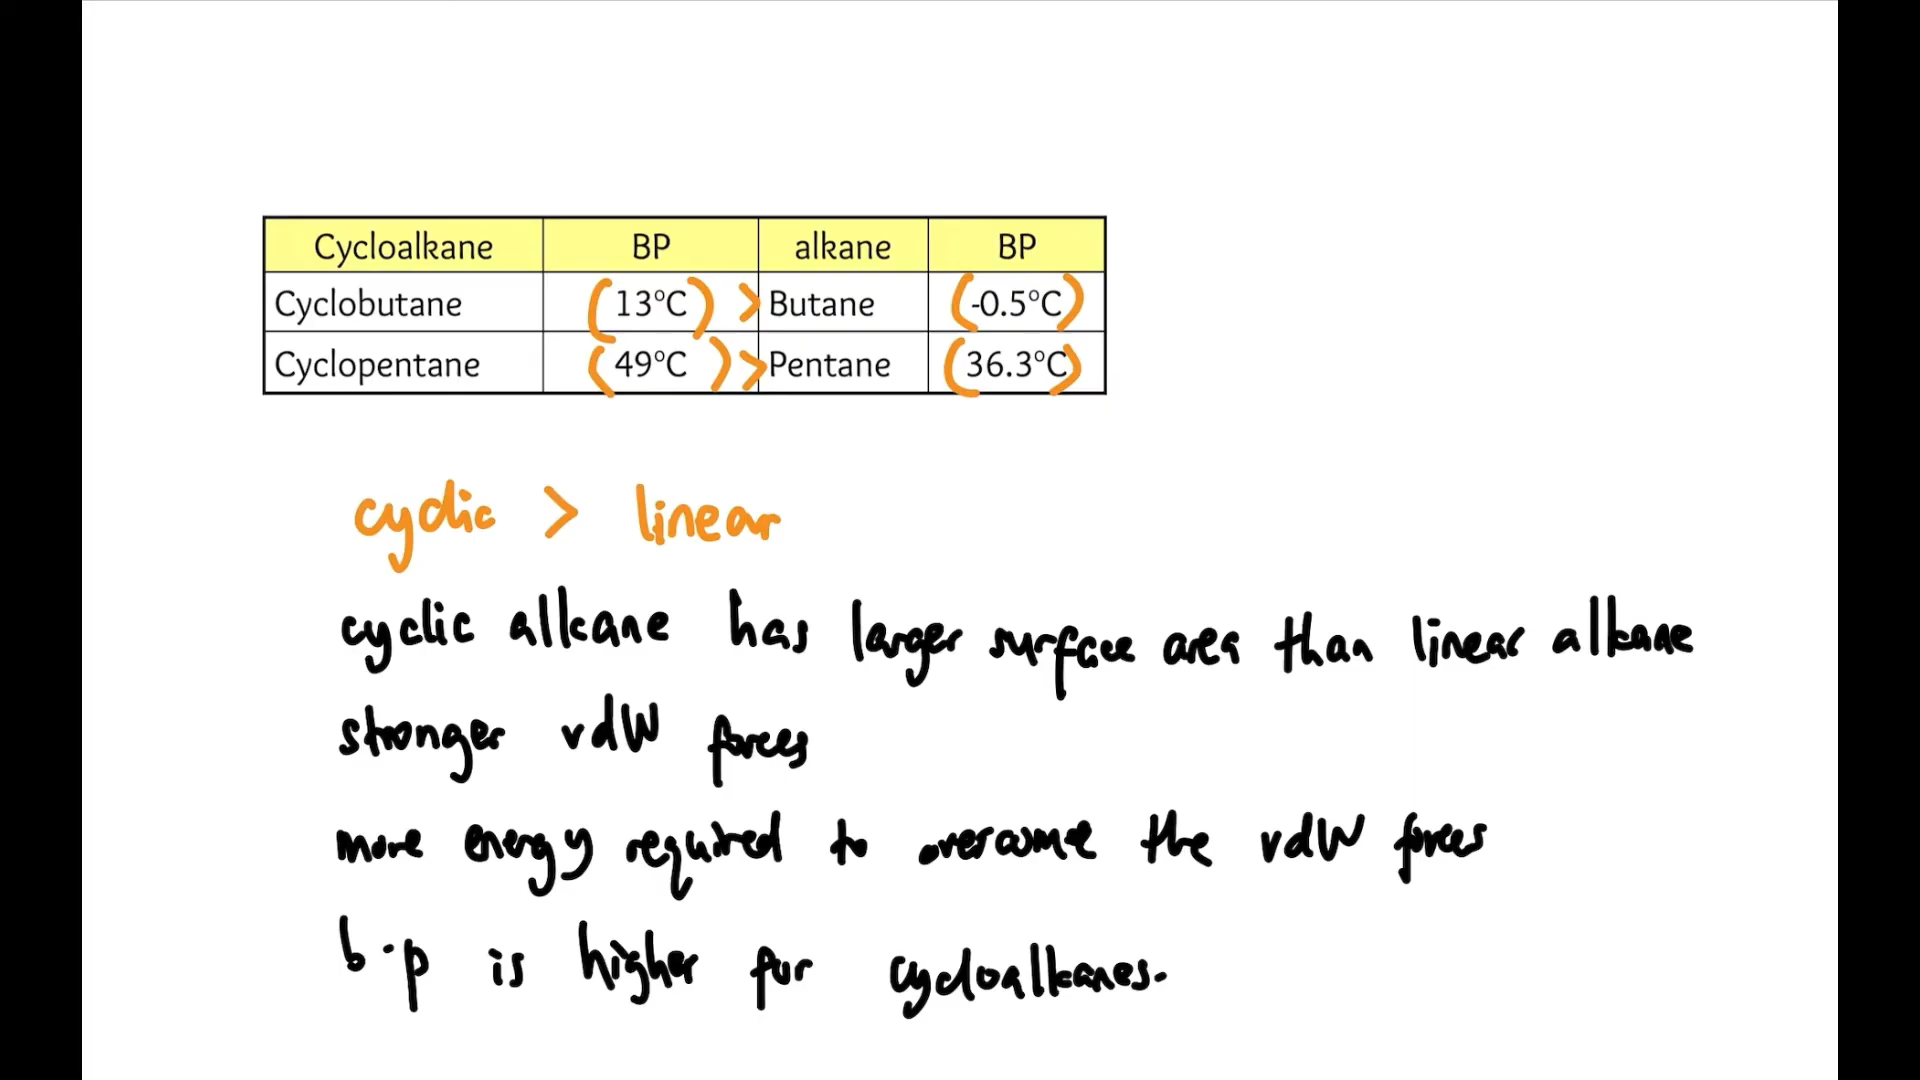 Cycloalkane BP alkane BP
Cyclobutane (13°C) > Butane (-0.5°C)
Cyclopentane (49°C) > Pentane (36.3°C)
cyclic > linear
cyclic alkane has larger surface area than linear alkane
stronger vdW forces
more energy required to overcome the vdW forces
b.p is higher for cycloalkanes.